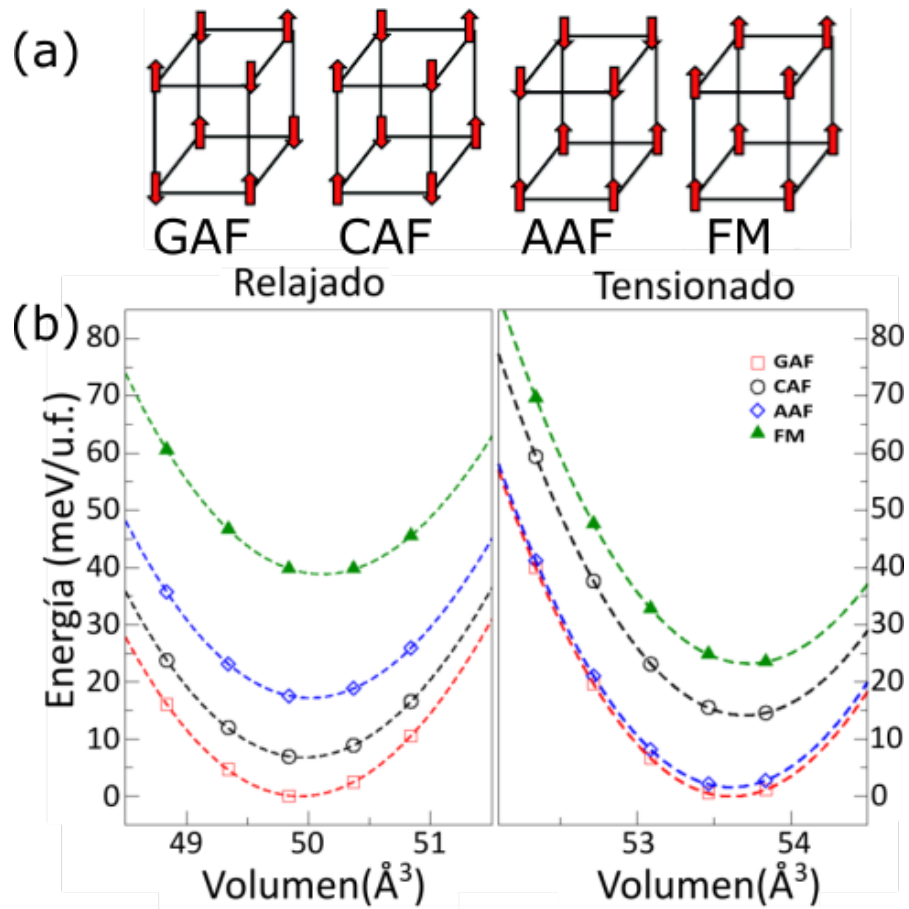 (a)
GAF CAF AAF FM
Relajado Tensionado
(b)
Energía (meV/u.f.)
80
70
60
50
40
30
20
10
0
GAF
CAF
AAF
FM
80
70
60
50
40
30
20
10
0
49 50 51 53 54
Volumen(Å³) Volumen(Å³)